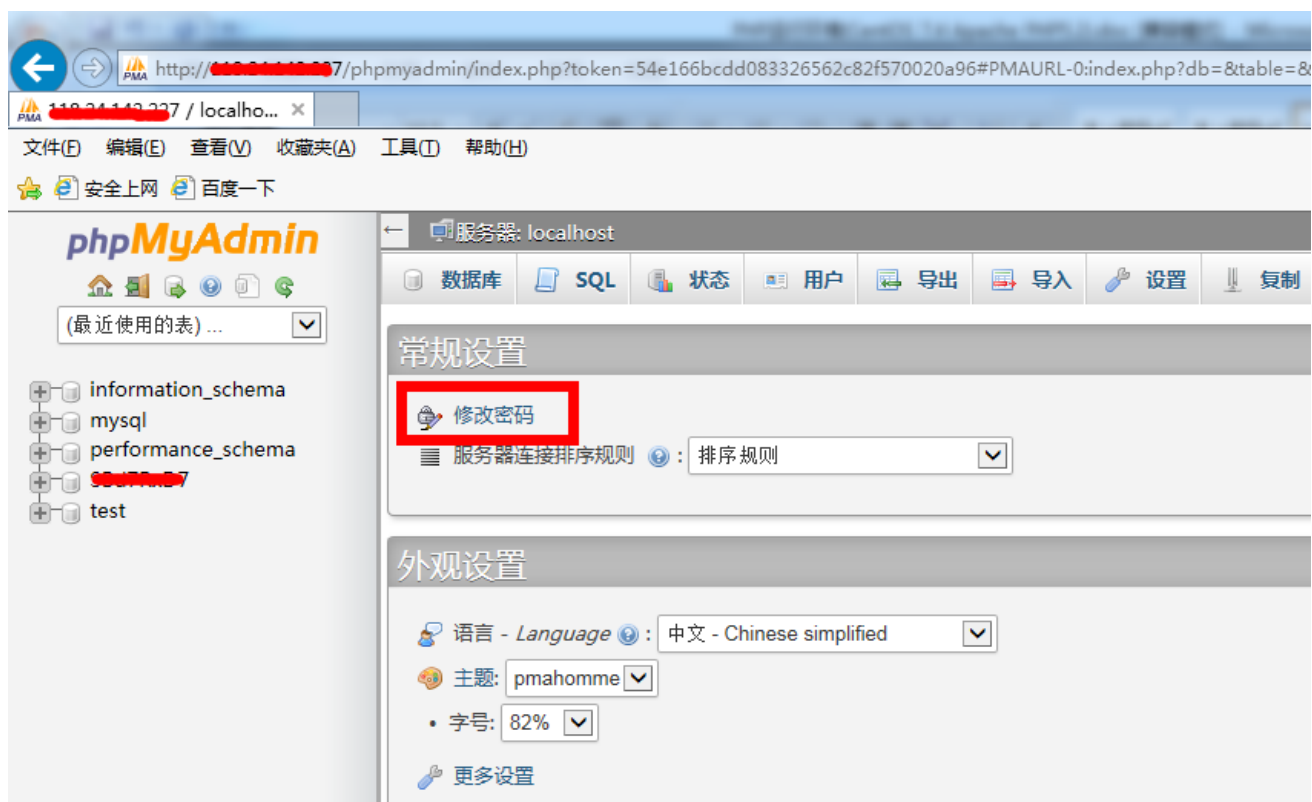 http://7/phpmyadmin/index.php?token=54e166bcdd083326562c82f570020a96#PMAURL-0:index.php?db=&table=&
7 / localho... ×
文件(F) 编辑(E) 查看(V) 收藏夹(A) 工具(T) 帮助(H)
安全上网 百度一下
phpMyAdmin
(最近使用的表) ...
information_schema
mysql
performance_schema
test
服务器: localhost
数据库 SQL 状态 用户 导出 导入 设置 复制
常规设置
修改密码
服务器连接排序规则 : 排序规则
外观设置
语言 - Language : 中文 - Chinese simplified
主题: pmahomme
• 字号: 82%
更多设置